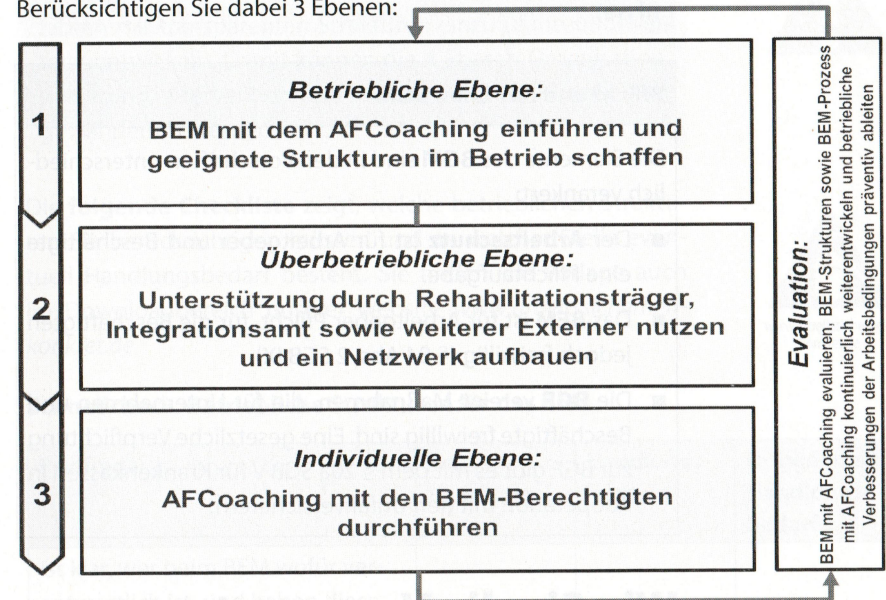 Berücksichtigen Sie dabei 3 Ebenen:
1
Betriebliche Ebene:
BEM mit dem AFCoaching einführen und
geeignete Strukturen im Betrieb schaffen
2
Überbetriebliche Ebene:
Unterstützung durch Rehabilitationsträger,
Integrationsamt sowie weiterer Externer nutzen
und ein Netzwerk aufbauen
3
Individuelle Ebene:
AFCoaching mit den BEM-Berechtigten
durchführen
Evaluation:
BEM mit AFCoaching evaluieren, BEM-Strukturen sowie BEM-Prozess
mit AFCoaching kontinuierlich weiterentwickeln und betriebliche
Verbesserungen der Arbeitsbedingungen präventiv ableiten